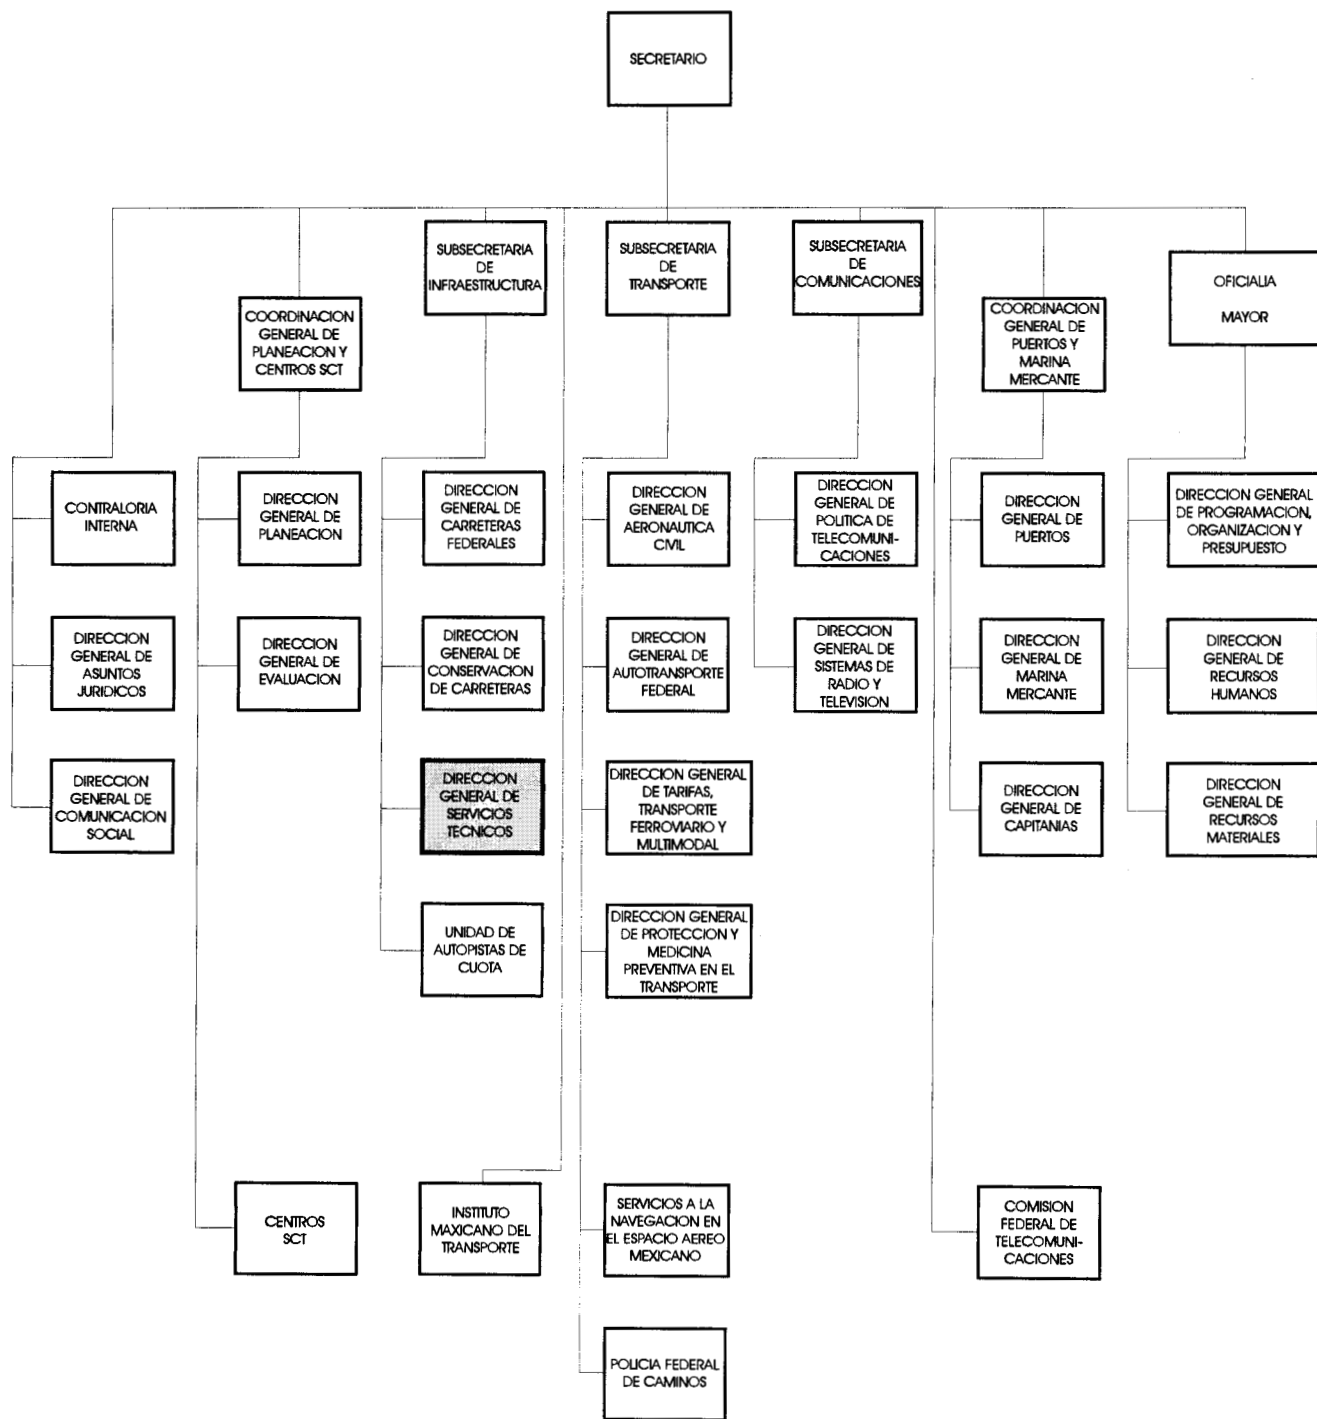 SECRETARIO
SUBSECRETARIA
DE
INFRAESTRUCTURA
SUBSECRETARIA
DE
TRANSPORTE
SUBSECRETARIA
DE
COMUNICACIONES
OFICIALIA
MAYOR
COORDINACION
GENERAL DE
PLANEACION Y
CENTROS SCT
COORDINACION
GENERAL DE
PUERTOS Y
MARINA
MERCANTE
CONTRALORIA
INTERNA
DIRECCION
GENERAL DE
PLANEACION
DIRECCION
GENERAL DE
CARRETERAS
FEDERALES
DIRECCION
GENERAL DE
AERONAUTICA
CIVIL
DIRECCION
GENERAL DE
POLITICA DE
TELECOMUNI-
CACIONES
DIRECCION
GENERAL DE
PUERTOS
DIRECCION GENERAL
DE PROGRAMACION,
ORGANIZACION Y
PRESUPUESTO
DIRECCION
GENERAL DE
ASUNTOS
JURIDICOS
DIRECCION
GENERAL DE
EVALUACION
DIRECCION
GENERAL DE
CONSERVACION
DE CARRETERAS
DIRECCION
GENERAL DE
AUTOTRANSPORTE
FEDERAL
DIRECCION
GENERAL DE
SISTEMAS DE
RADIO Y
TELEVISION
DIRECCION
GENERAL DE
MARINA
MERCANTE
DIRECCION
GENERAL DE
RECURSOS
HUMANOS
DIRECCION
GENERAL DE
COMUNICACION
SOCIAL
DIRECCION
GENERAL DE
SERVICIOS
TECNICOS
DIRECCION GENERAL
DE TARIFAS,
TRANSPORTE
FERROVIARIO Y
MULTIMODAL
DIRECCION
GENERAL DE
CAPITANIAS
DIRECCION
GENERAL DE
RECURSOS
MATERIALES
UNIDAD DE
AUTOPISTAS DE
CUOTA
DIRECCION GENERAL
DE PROTECCION Y
MEDICINA
PREVENTIVA EN EL
TRANSPORTE
CENTROS
SCT
INSTITUTO
MAXICANO DEL
TRANSPORTE
SERVICIOS A LA
NAVEGACION EN
EL ESPACIO AEREO
MEXICANO
COMISION
FEDERAL DE
TELECOMUNI-
CACIONES
POLICIA FEDERAL
DE CAMINOS